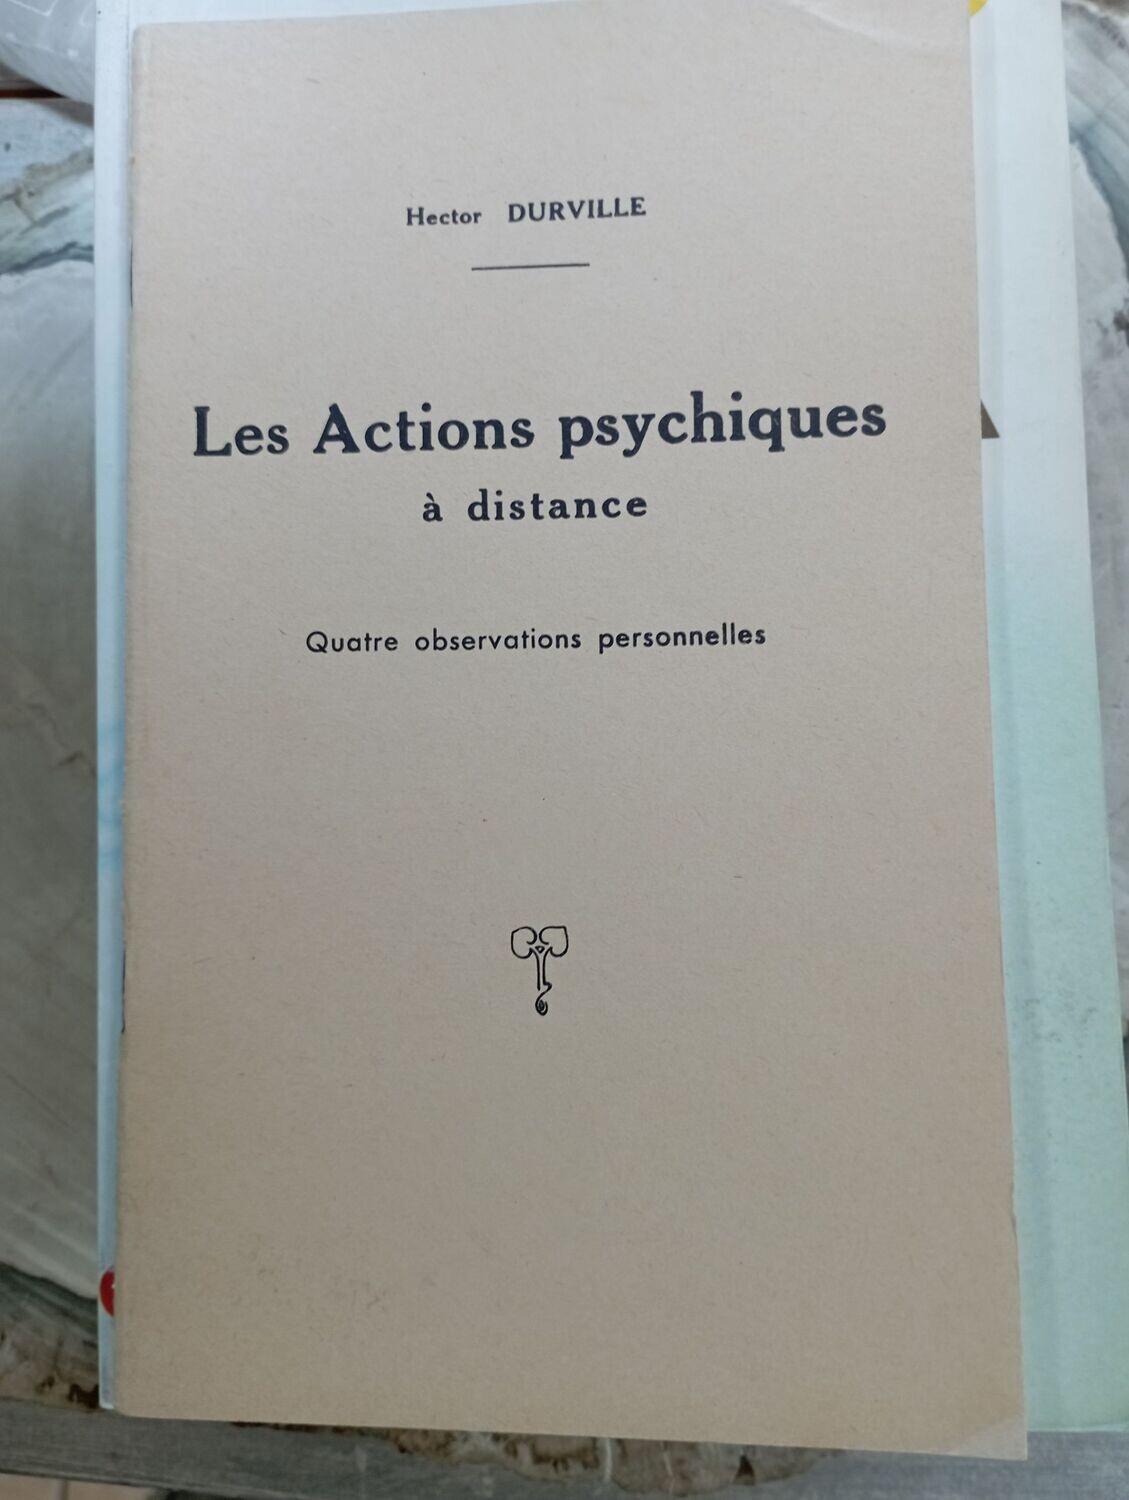 Hector DURVILLE
Les Actions psychiques
à distance
Quatre observations personnelles